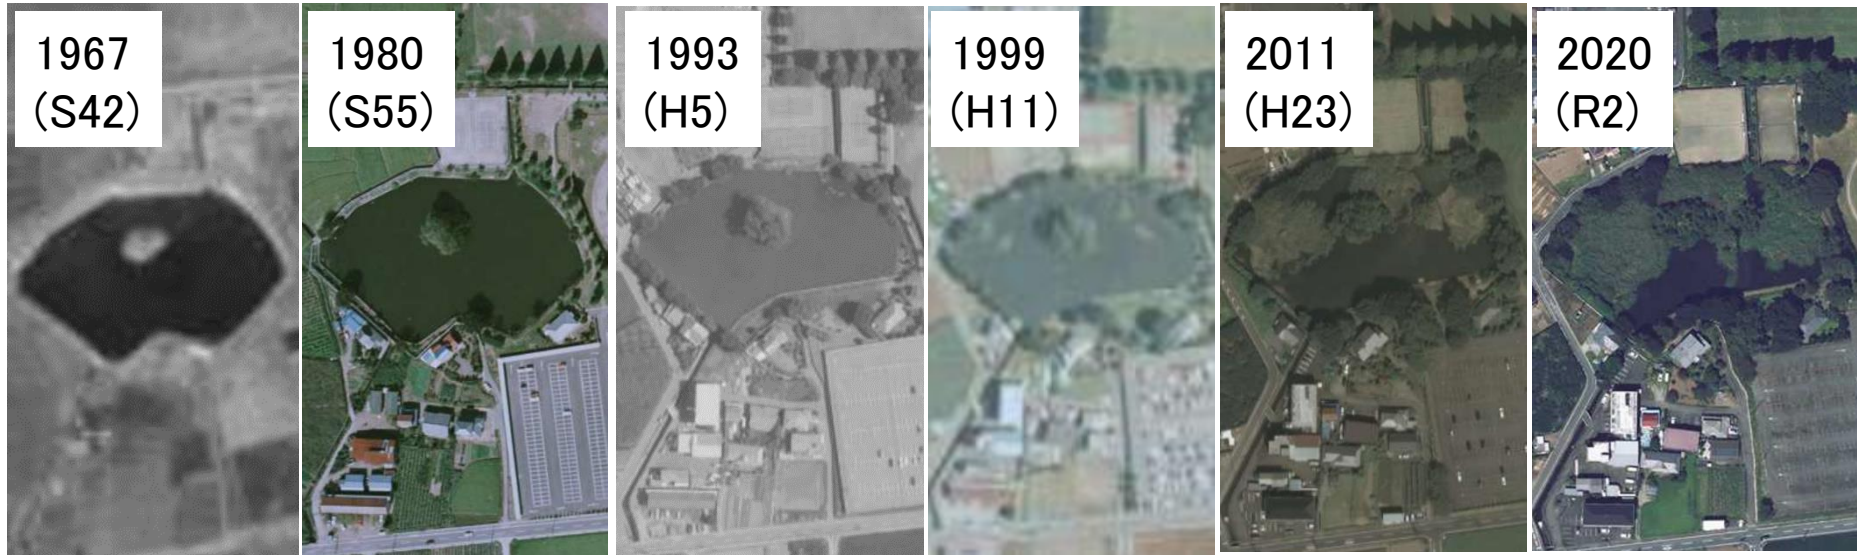 1967
(S42)
1980
(S55)
1993
(H5)
1999
(H11)
2011
(H23)
2020
(R2)